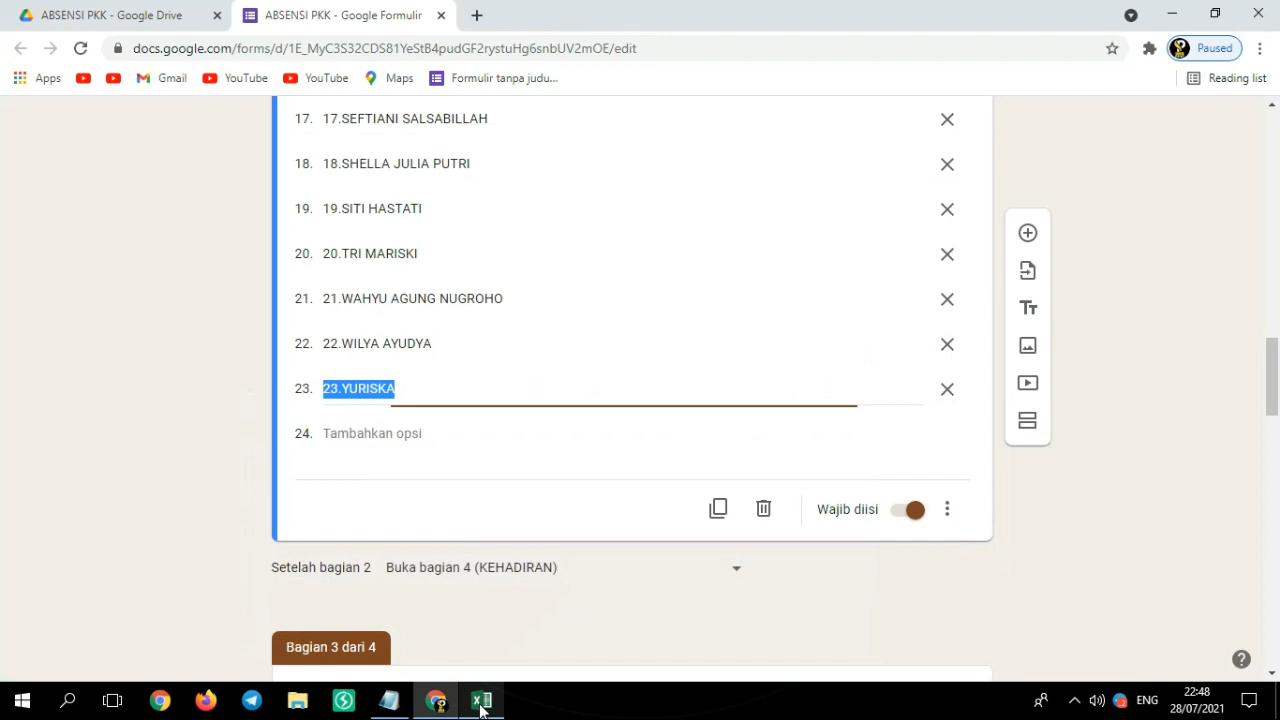 ABSENSI PKK - Google Drive
ABSENSI PKK - Google Formulir
docs.google.com/forms/d/1E_MyC3S32CDS81YeStB4pudGF2rystuHg6snbUV2mOE/edit
Paused
Apps
Gmail
YouTube
YouTube
Maps
Formulir tanpa judu...
Reading list
17. 17.SEFTIANI SALSABILLAH
18. 18.SHELLA JULIA PUTRI
19. 19.SITI HASTATI
20. 20.TRI MARISKI
21. 21.WAHYU AGUNG NUGROHO
22. 22.WILYA AYUDYA
23. 23.YURISKA
24. Tambahkan opsi
Wajib diisi
Setelah bagian 2 Buka bagian 4 (KEHADIRAN)
Bagian 3 dari 4
ENG
22:48
28/07/2021